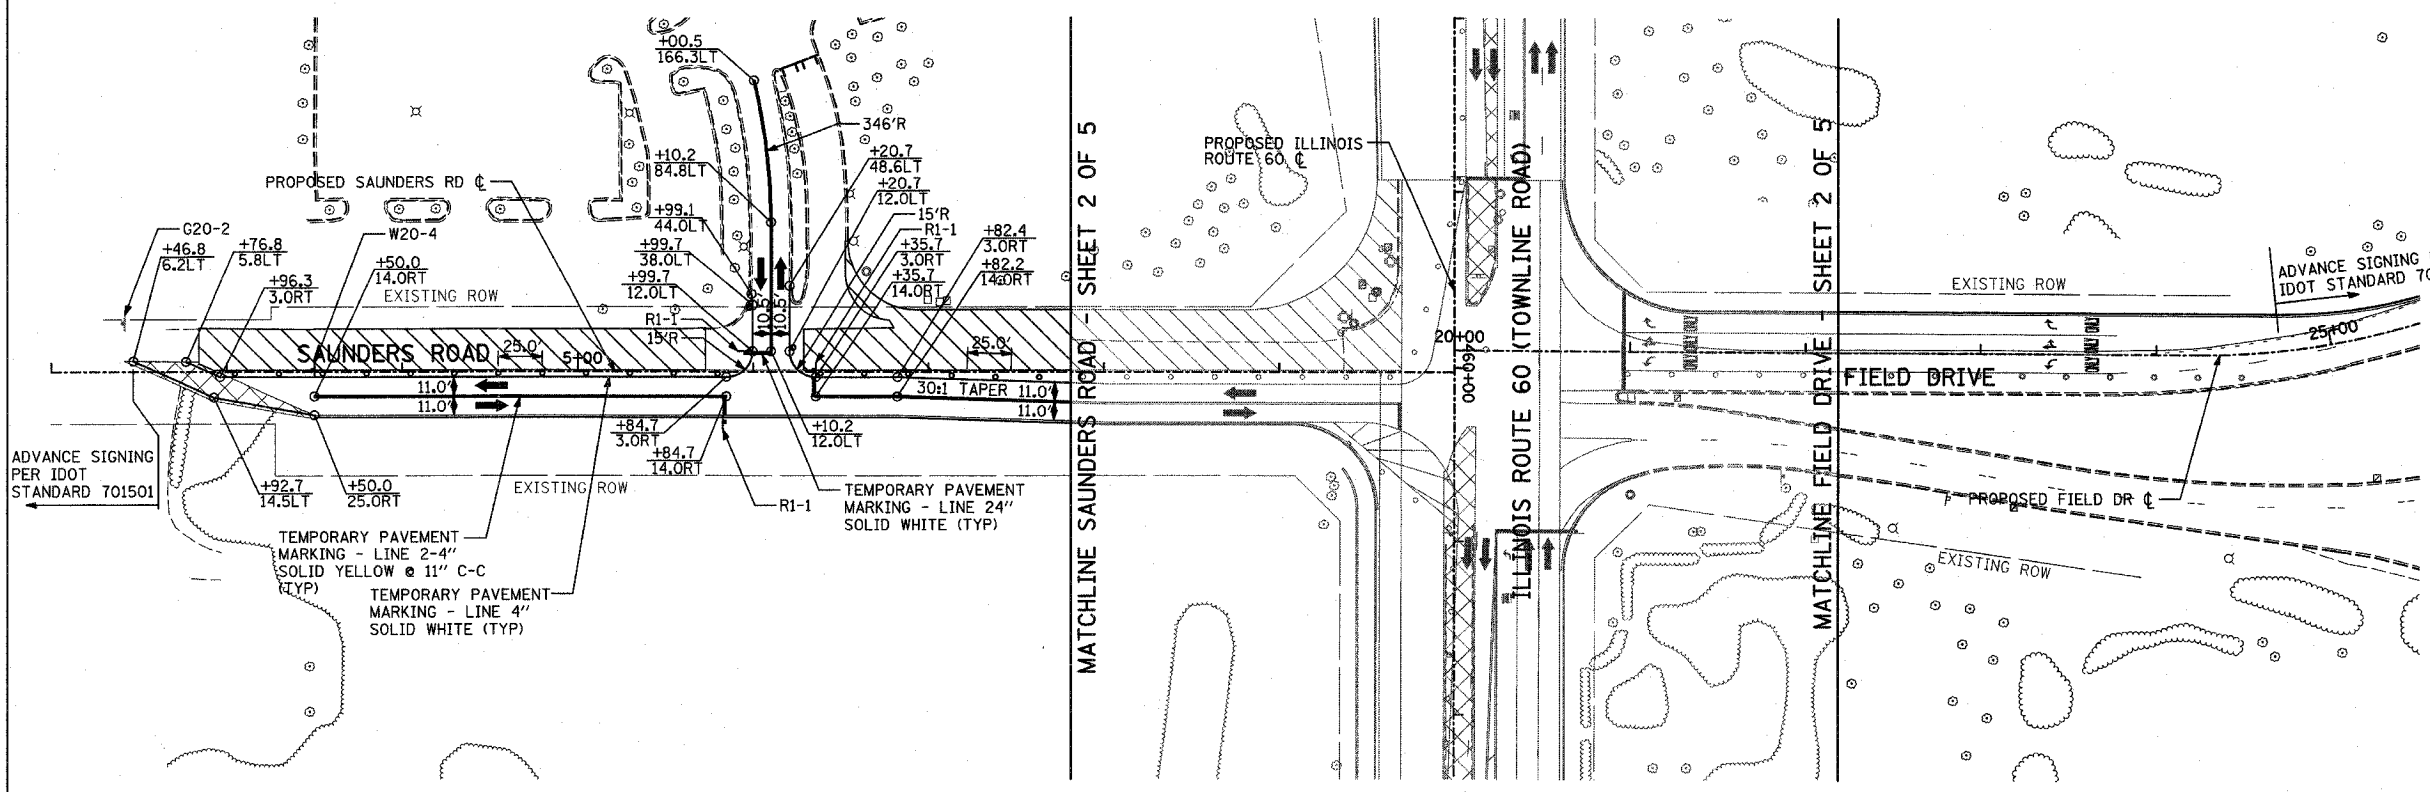 +00.5
166.3LT
346'R
+10.2
84.8LT
+20.7
48.6LT
+20.7
12.0LT
PROPOSED SAUNDERS RD ℄
+99.1
44.0LT
15'R
R1-1
G20-2
W20-4
+46.8
6.2LT
+76.8
5.8LT
+50.0
14.0RT
+99.7
38.0LT
+35.7
3.0RT
+82.4
3.0RT
+96.3
3.0RT
+99.7
12.0LT
+35.7
14.0RT
+82.2
14.0RT
EXISTING ROW
R1-1
15'R
10.5'
10.5'
SAUNDERS ROAD
25.0'
5+00
25.0'
11.0'
11.0'
30:1 TAPER
11.0'
11.0'
+84.7
3.0RT
+10.2
12.0LT
+84.7
14.0RT
ADVANCE SIGNING
PER IDOT
STANDARD 701501
+92.7
14.5LT
+50.0
25.0RT
EXISTING ROW
R1-1
TEMPORARY PAVEMENT
MARKING - LINE 24"
SOLID WHITE (TYP)
TEMPORARY PAVEMENT
MARKING - LINE 2-4"
SOLID YELLOW @ 11" C-C
(TYP)
TEMPORARY PAVEMENT
MARKING - LINE 4"
SOLID WHITE (TYP)
MATCHLINE SAUNDERS ROAD - SHEET 2 OF 5
PROPOSED ILLINOIS
ROUTE 60 ℄
20+00
460+00
ILLINOIS ROUTE 60 (TOWNLINE ROAD)
MATCHLINE FIELD DRIVE - SHEET 2 OF 5
EXISTING ROW
ADVANCE SIGNING
IDOT STANDARD 70
25+00
ONLY
ONLY
FIELD DRIVE
PROPOSED FIELD DR ℄
EXISTING ROW